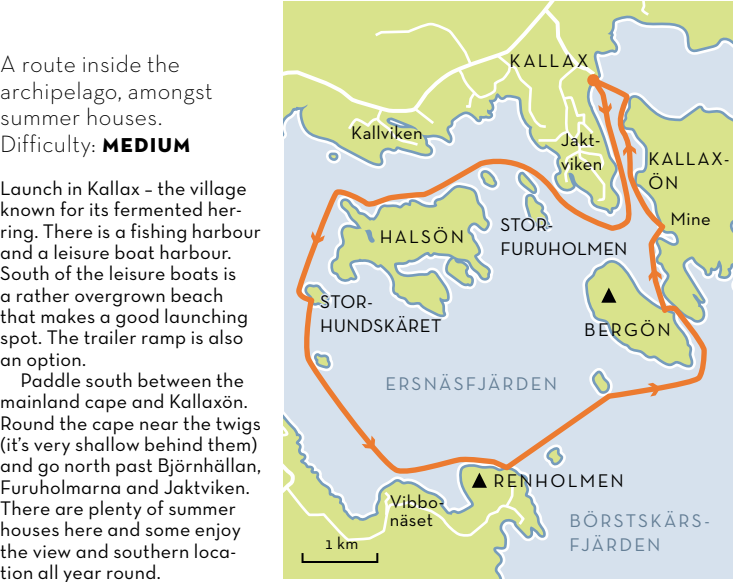 A route inside the
archipelago, amongst
summer houses.
Difficulty: MEDIUM
Launch in Kallax – the village
known for its fermented her-
ring. There is a fishing harbour
and a leisure boat harbour.
South of the leisure boats is
a rather overgrown beach
that makes a good launching
spot. The trailer ramp is also
an option.
Paddle south between the
mainland cape and Kallaxön.
Round the cape near the twigs
(it's very shallow behind them)
and go north past Björnhällan,
Furuholmarna and Jaktviken.
There are plenty of summer
houses here and some enjoy
the view and southern loca-
tion all year round.
KALLAX
Kallviken
Jakt-
viken
KALLAX-
ÖN
Mine
HALSÖN
STOR-
FURUHOLMEN
STOR-
HUNDSKÄRET
BERGÖN
ERSNÄSFJÄRDEN
RENHOLMEN
Vibbo-
näset
BÖRSTSKÄRS-
FJÄRDEN
1 km